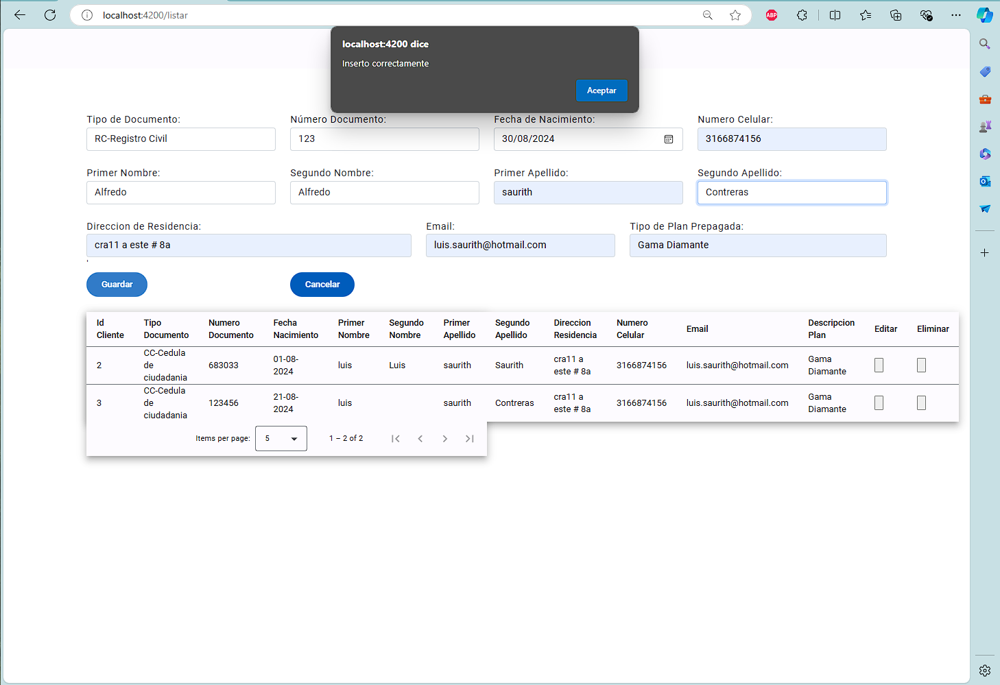 localhost:4200/listar
ABP
localhost:4200 dice
Inserto correctamente
Aceptar
Tipo de Documento:
Número Documento:
Fecha de Nacimiento:
Numero Celular:
RC-Registro Civil
123
30/08/2024
3166874156
Primer Nombre:
Segundo Nombre:
Primer Apellido:
Segundo Apellido:
Alfredo
Alfredo
saurith
Contreras
Direccion de Residencia:
Email:
Tipo de Plan Prepagada:
cra11 a este # 8a
luis.saurith@hotmail.com
Gama Diamante
'
Guardar
Cancelar
Id Cliente
Tipo Documento
Numero Documento
Fecha Nacimiento
Primer Nombre
Segundo Nombre
Primer Apellido
Segundo Apellido
Direccion Residencia
Numero Celular
Email
Descripcion Plan
Editar
Eliminar
2
CC-Cedula de ciudadania
683033
01-08-2024
luis
Luis
saurith
Saurith
cra11 a este # 8a
3166874156
luis.saurith@hotmail.com
Gama Diamante
3
CC-Cedula de ciudadania
123456
21-08-2024
luis
saurith
Contreras
cra11 a este # 8a
3166874156
luis.saurith@hotmail.com
Gama Diamante
Items per page:
5
1 – 2 of 2